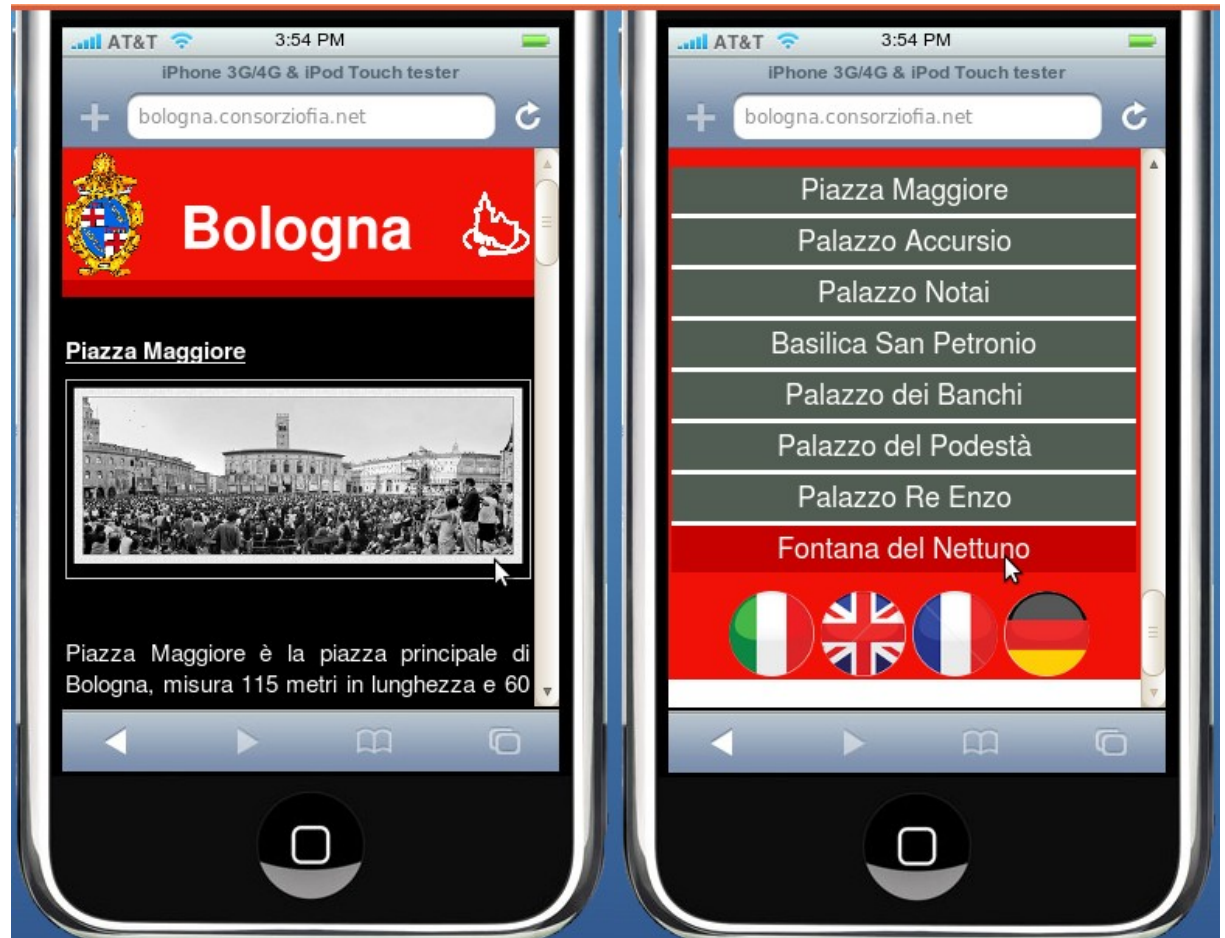 AT&T 3:54 PM
iPhone 3G/4G & iPod Touch tester
bologna.consorziofia.net
Bologna
Piazza Maggiore
Piazza Maggiore è la piazza principale di
Bologna, misura 115 metri in lunghezza e 60
AT&T 3:54 PM
iPhone 3G/4G & iPod Touch tester
bologna.consorziofia.net
Piazza Maggiore
Palazzo Accursio
Palazzo Notai
Basilica San Petronio
Palazzo dei Banchi
Palazzo del Podestà
Palazzo Re Enzo
Fontana del Nettuno